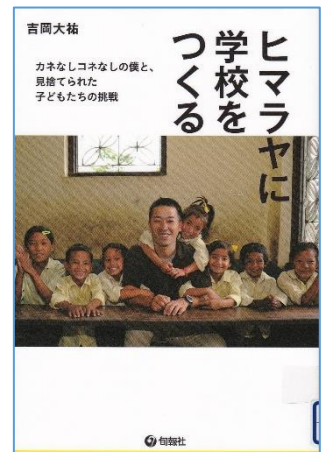 吉岡大祐
ヒマラヤに
学校を
つくる
カネなしコネなしの僕と、
見捨てられた
子どもたちの挑戦
旬報社